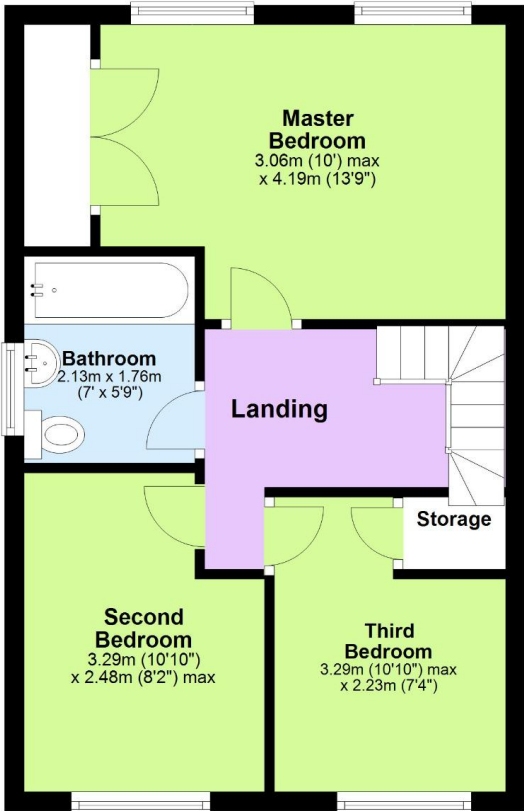 Master
Bedroom
3.06m (10') max
x 4.19m (13'9")
Bathroom
2.13m x 1.76m
(7' x 5'9")
Landing
Storage
Second
Bedroom
3.29m (10'10")
x 2.48m (8'2") max
Third
Bedroom
3.29m (10'10") max
x 2.23m (7'4")